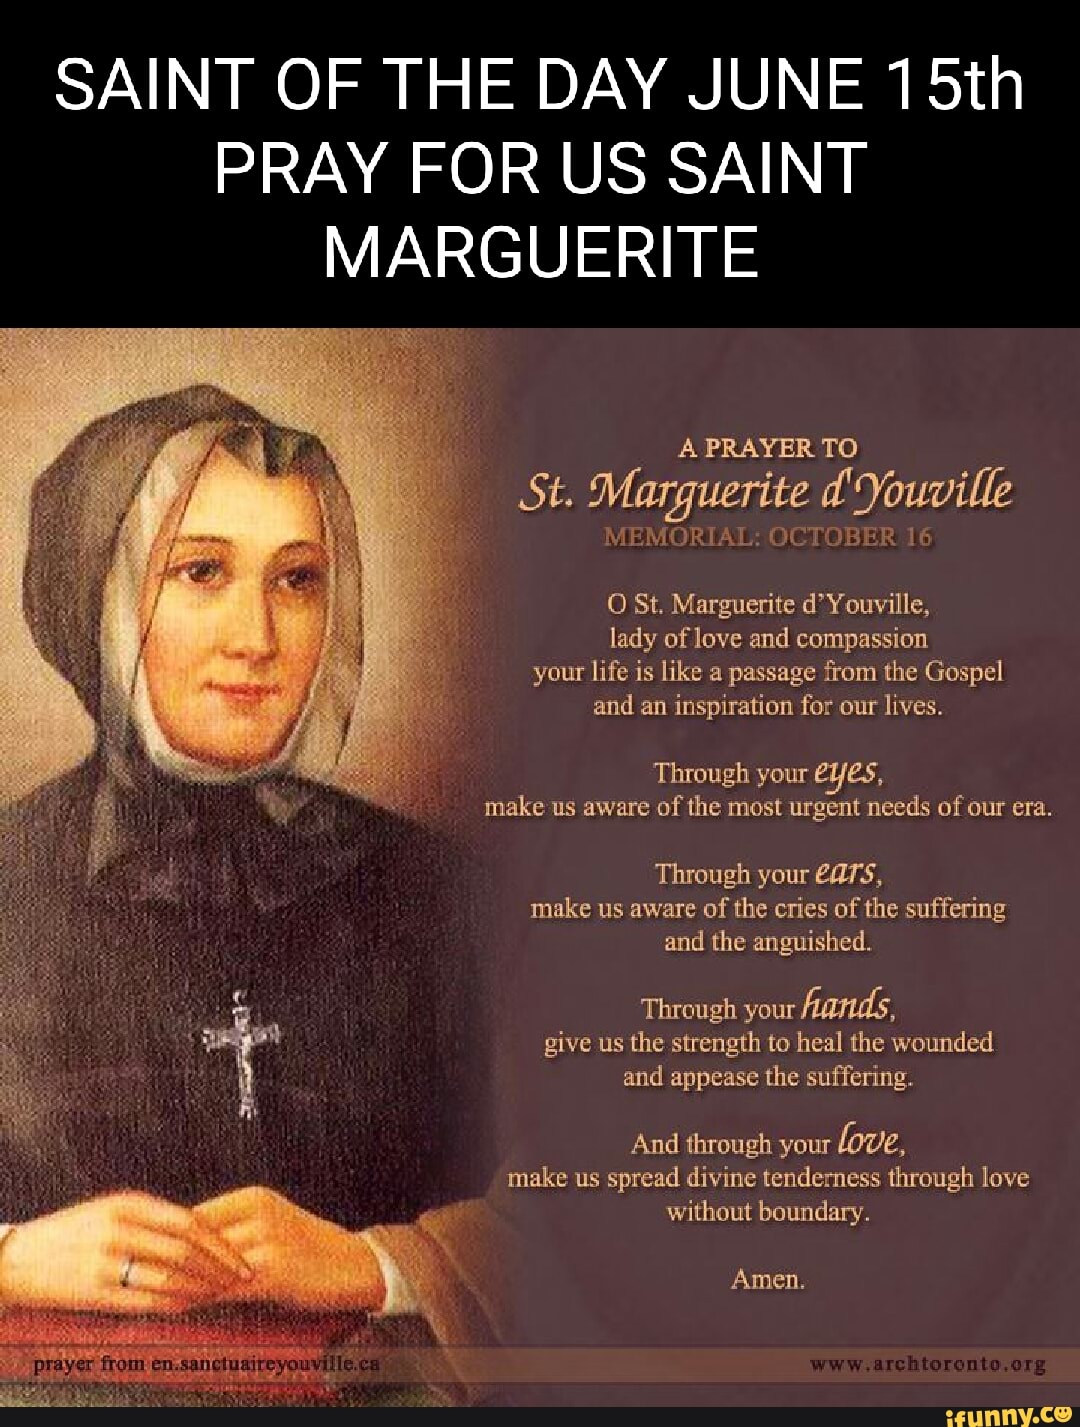 SAINT OF THE DAY JUNE 15th
PRAY FOR US SAINT
MARGUERITE
A PRAYER TO
St. Marguerite d'Youville
MEMORIAL: OCTOBER 16
O St. Marguerite d'Youville,
lady of love and compassion
your life is like a passage from the Gospel
and an inspiration for our lives.
Through your eyes,
make us aware of the most urgent needs of our era.
Through your ears,
make us aware of the cries of the suffering
and the anguished.
Through your hands,
give us the strength to heal the wounded
and appease the suffering.
And through your love,
make us spread divine tenderness through love
without boundary.
Amen.
prayer from en.sanctuaireyouville.ca
www.archtoronto.org
ifunny.co